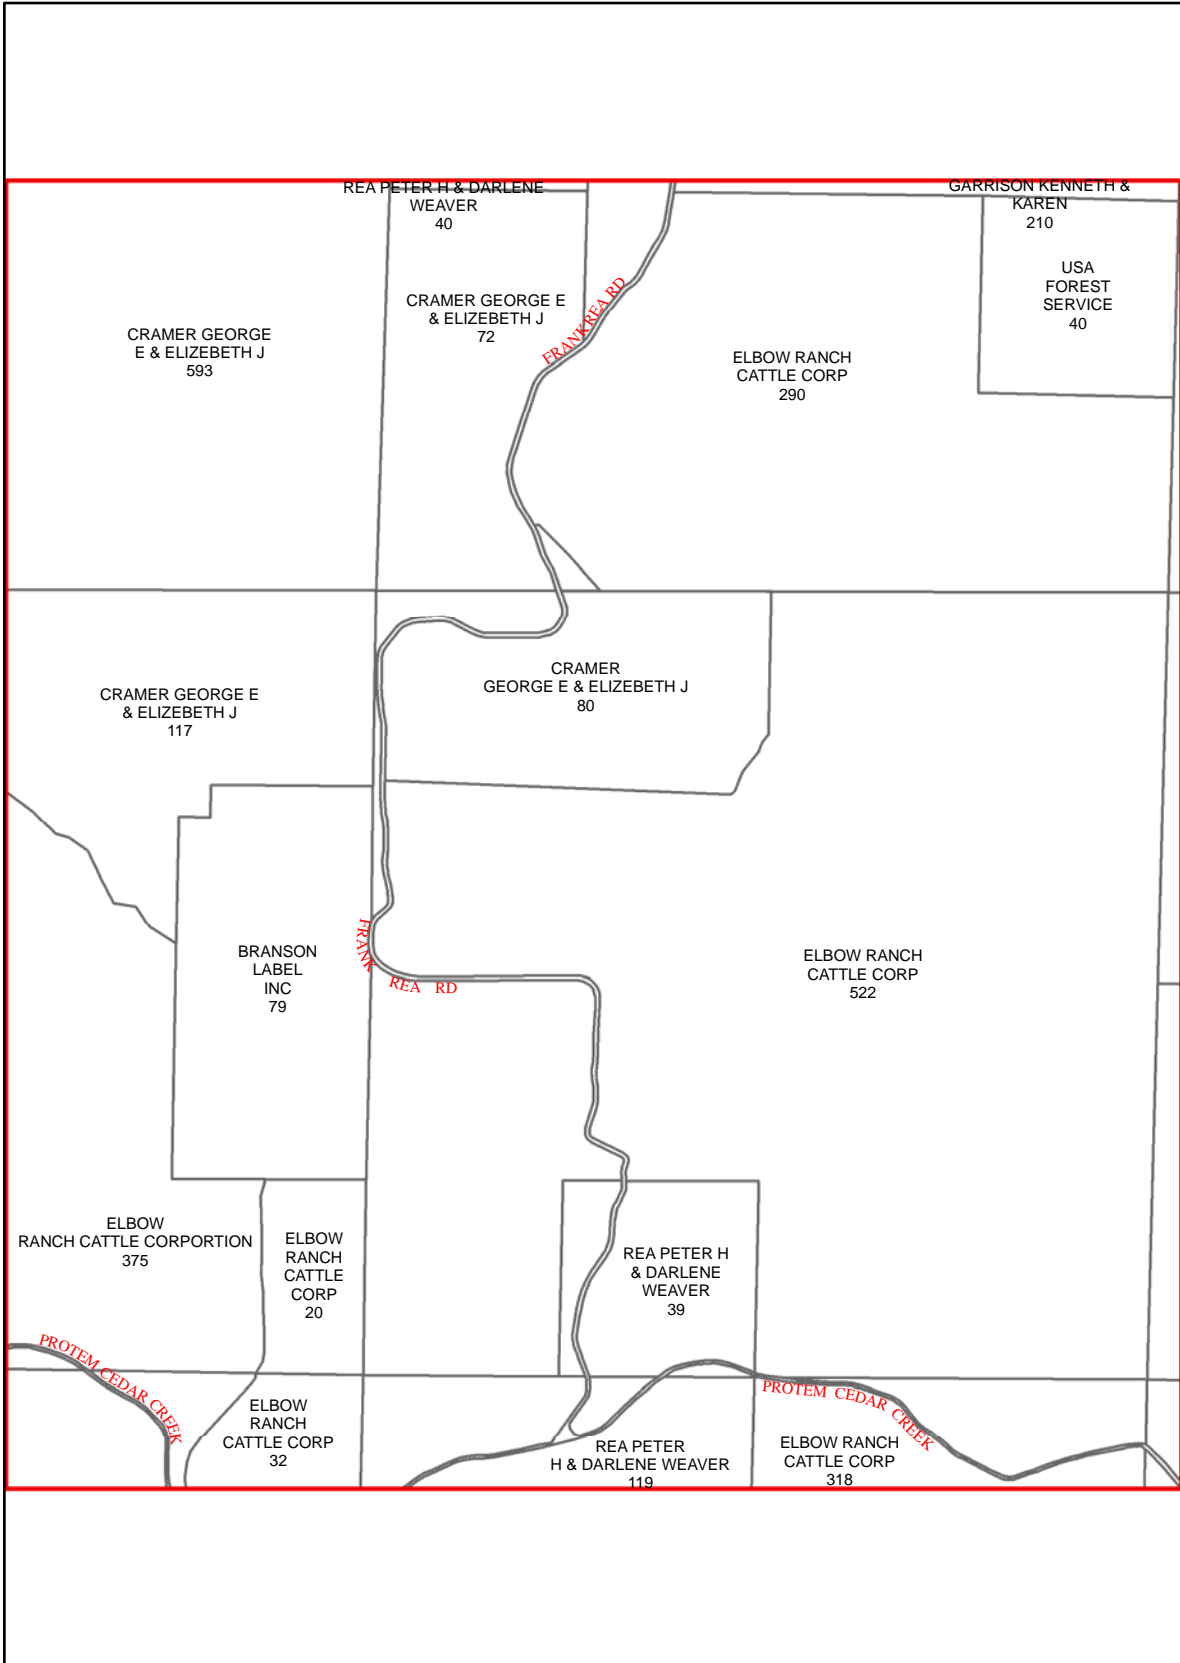 REA PETER H & DARLENE
WEAVER
40
GARRISON KENNETH &
KAREN
210
USA
FOREST
SERVICE
40
CRAMER GEORGE E
& ELIZEBETH J
72
FRANK REA RD
CRAMER GEORGE
E & ELIZEBETH J
593
ELBOW RANCH
CATTLE CORP
290
CRAMER
GEORGE E & ELIZEBETH J
80
CRAMER GEORGE E
& ELIZEBETH J
117
FRANK REA RD
BRANSON
LABEL
INC
79
ELBOW RANCH
CATTLE CORP
522
ELBOW
RANCH CATTLE CORPORTION
375
ELBOW
RANCH
CATTLE
CORP
20
REA PETER H
& DARLENE
WEAVER
39
PROTEM CEDAR CREEK
PROTEM CEDAR CREEK
ELBOW
RANCH
CATTLE CORP
32
REA PETER
H & DARLENE WEAVER
119
ELBOW RANCH
CATTLE CORP
318